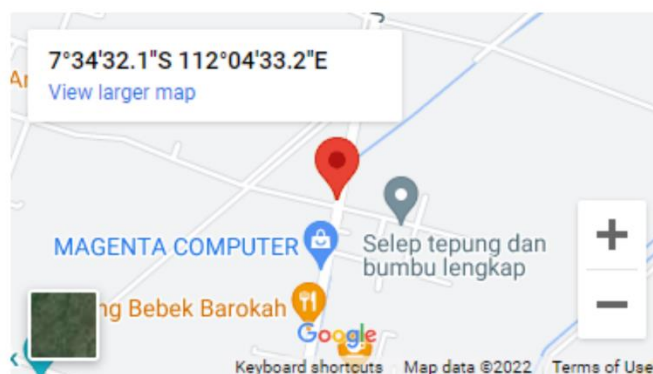 7°34'32.1"S 112°04'33.2"E
View larger map
MAGENTA COMPUTER
Selep tepung dan
bumbu lengkap
Bebek Barokah
Google
Keyboard shortcuts Map data ©2022 Terms of Use